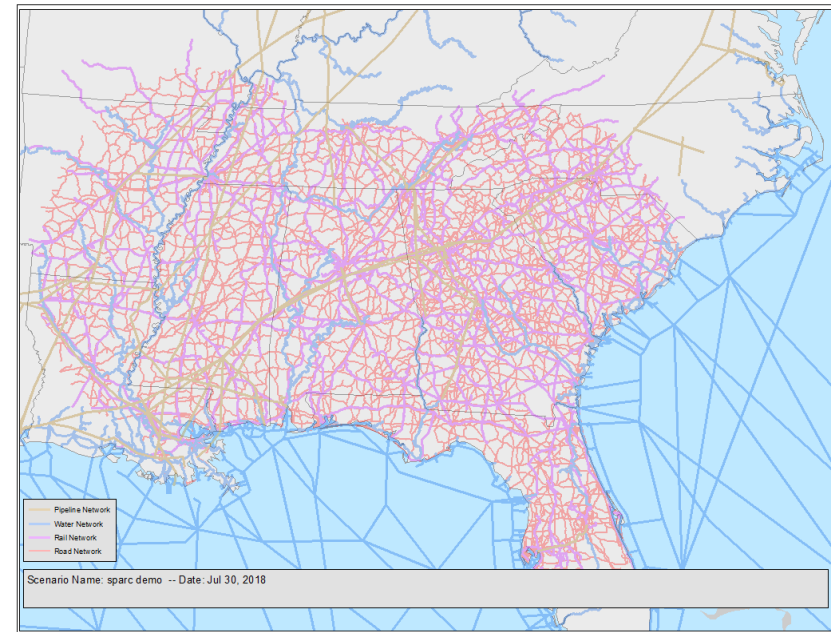 Pipeline Network
Water Network
Rail Network
Road Network
Scenario Name: sparc demo -- Date: Jul 30, 2018